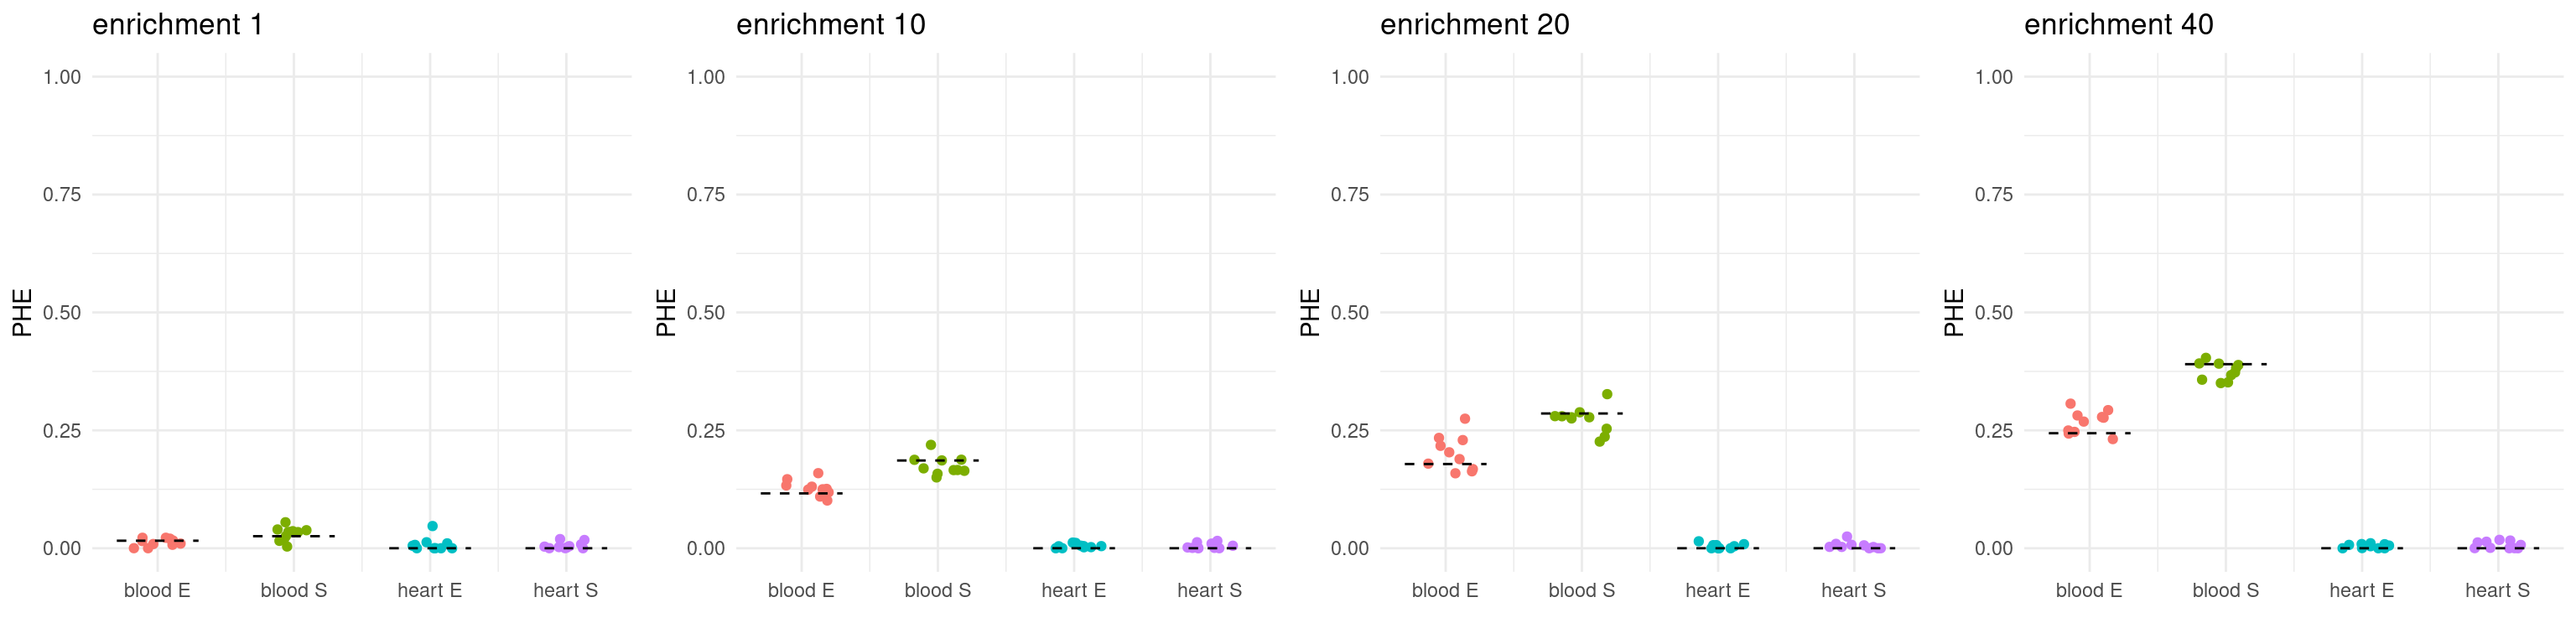 enrichment 1
1.00
0.75
0.50
0.25
0.00
PHE
blood E
blood S
heart E
heart S
enrichment 10
1.00
0.75
0.50
0.25
0.00
PHE
blood E
blood S
heart E
heart S
enrichment 20
1.00
0.75
0.50
0.25
0.00
PHE
blood E
blood S
heart E
heart S
enrichment 40
1.00
0.75
0.50
0.25
0.00
PHE
blood E
blood S
heart E
heart S